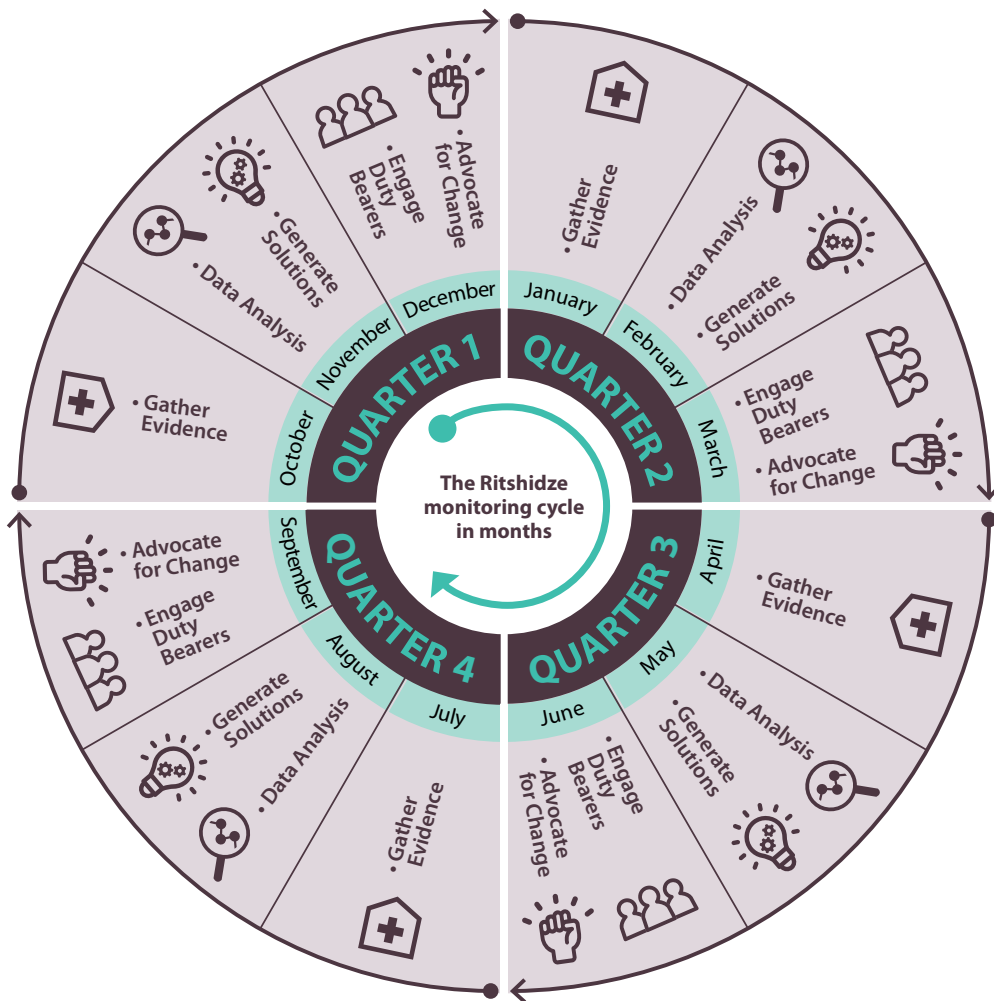 The Ritshidze
monitoring cycle
in months
QUARTER 1
October
• Gather
Evidence
November
• Data Analysis
• Generate
Solutions
December
• Engage
Duty
Bearers
• Advocate
for Change
QUARTER 2
January
• Gather
Evidence
February
• Data Analysis
• Generate
Solutions
March
• Engage
Duty
Bearers
• Advocate
for Change
QUARTER 3
April
• Gather
Evidence
May
• Data Analysis
• Generate
Solutions
June
• Engage
Duty
Bearers
• Advocate
for Change
QUARTER 4
July
• Gather
Evidence
August
• Data Analysis
• Generate
Solutions
September
• Engage
Duty
Bearers
• Advocate
for Change